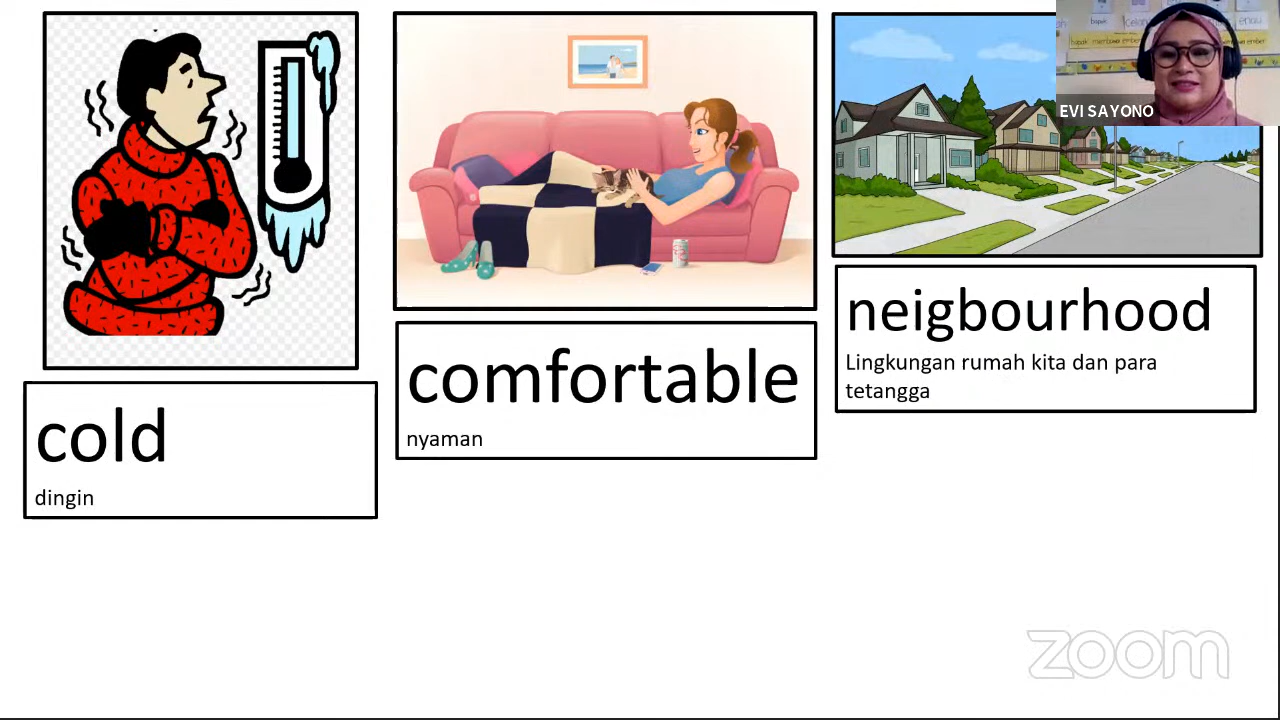 cold
dingin
comfortable
nyaman
neigbourhood
Lingkungan rumah kita dan para
tetangga
EVI SAYONO
zoom